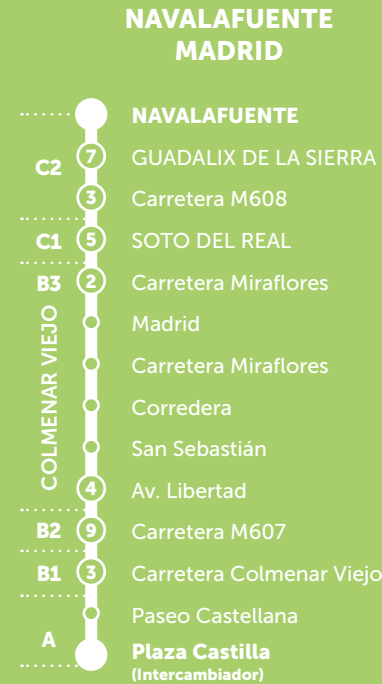 NAVALAFUENTE
MADRID
NAVALAFUENTE
C2
7 GUADALIX DE LA SIERRA
3 Carretera M608
C1 5 SOTO DEL REAL
B3 2 Carretera Miraflores
COLMENAR VIEJO
Madrid
Carretera Miraflores
Corredera
San Sebastián
4 Av. Libertad
B2 9 Carretera M607
B1 3 Carretera Colmenar Viejo
A
Paseo Castellana
Plaza Castilla
(Intercambiador)